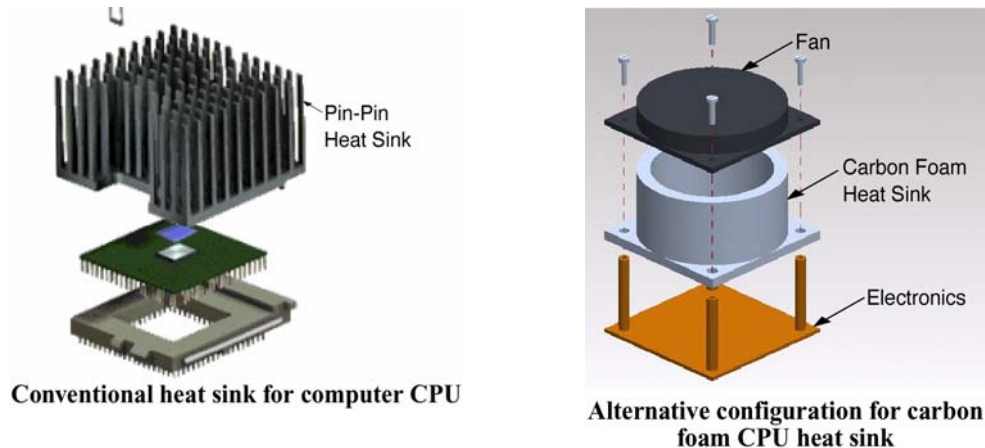 Pin-Pin
Heat Sink
Conventional heat sink for computer CPU
Fan
Carbon Foam
Heat Sink
Electronics
Alternative configuration for carbon
foam CPU heat sink